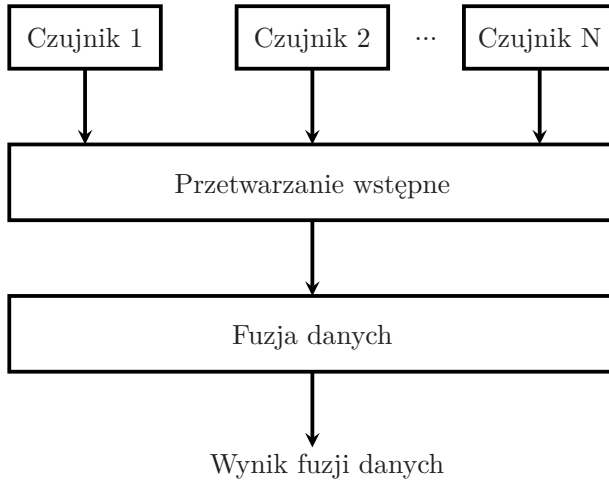 Czujnik 1 Czujnik 2 ... Czujnik N
Przetwarzanie wstępne
Fuzja danych
Wynik fuzji danych